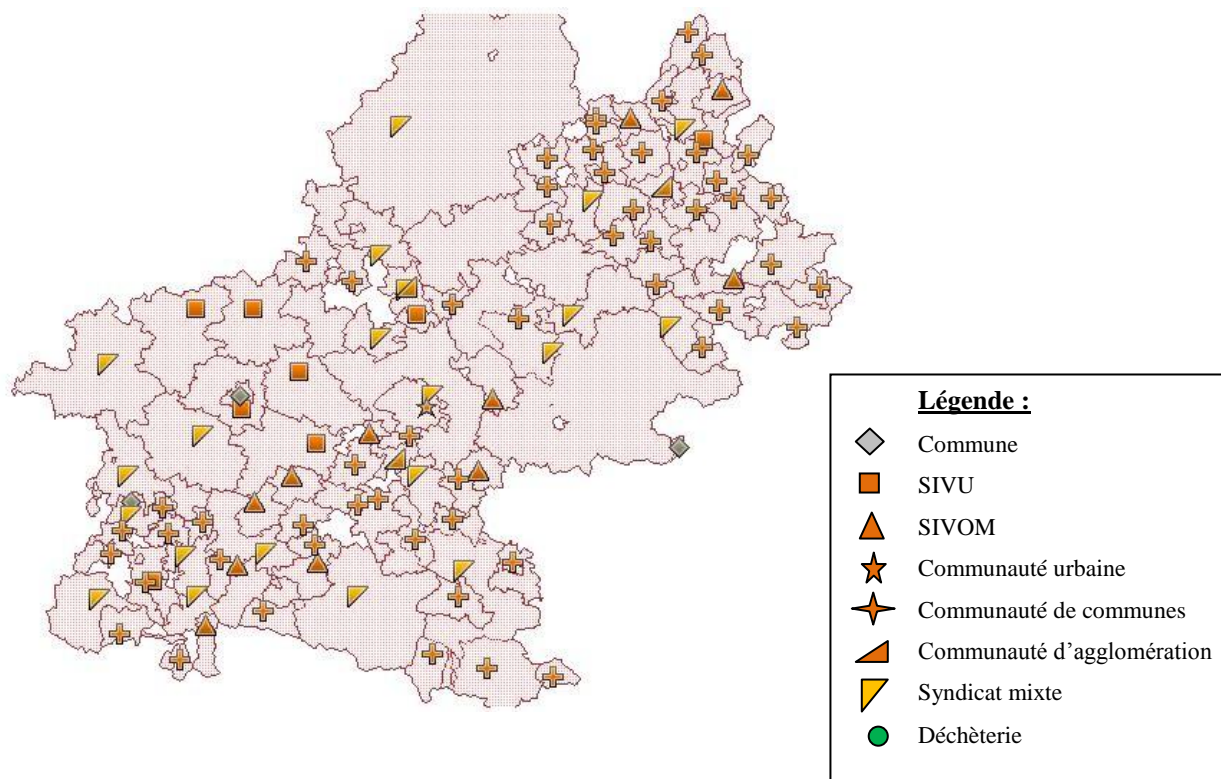 Légende :
Commune
SIVU
SIVOM
Communauté urbaine
Communauté de communes
Communauté d’agglomération
Syndicat mixte
Déchèterie